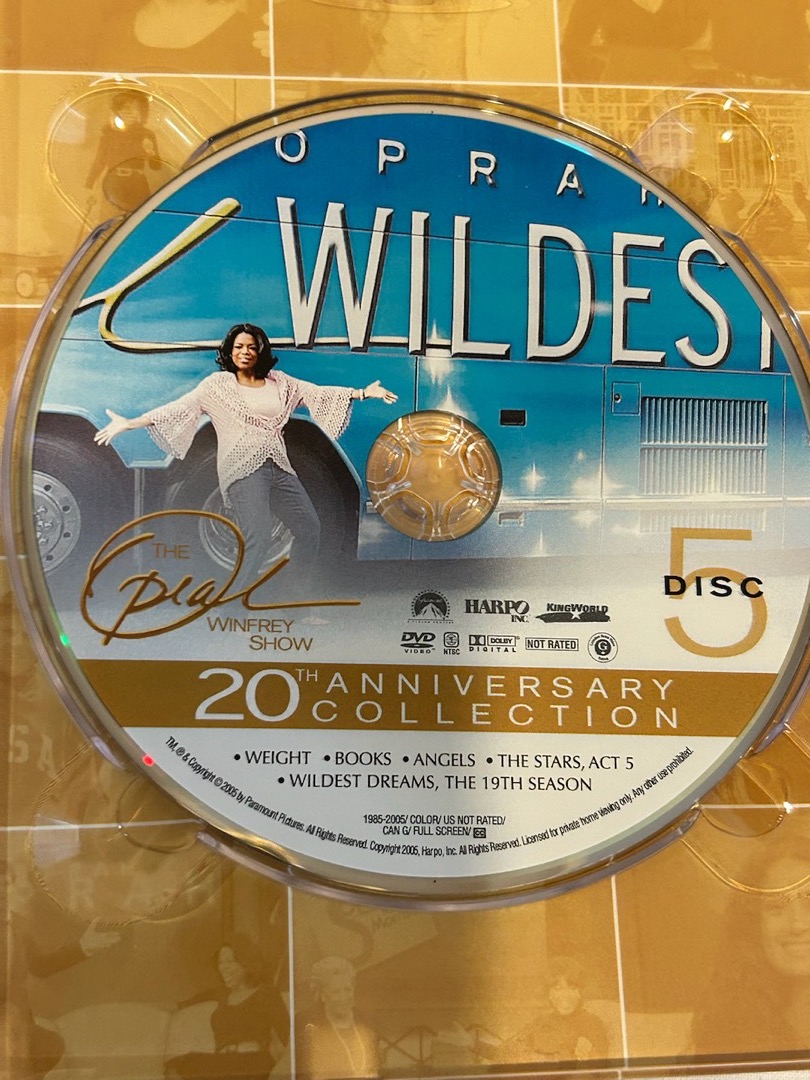 OPRAH
WILDEST
THE
Oprah
WINFREY
SHOW
DISC 5
HARPO
INC.
KINGWORLD
DVD
VIDEO
NTSC
DOLBY
DIGITAL
NOT RATED
G
20TH ANNIVERSARY
COLLECTION
• WEIGHT • BOOKS • ANGELS • THE STARS, ACT 5
• WILDEST DREAMS, THE 19TH SEASON
1985-2005/ COLOR/ US NOT RATED/
CAN G/ FULL SCREEN/ CC
TM, ® & Copyright © 2005 by Paramount Pictures. All Rights Reserved. Copyright 2005, Harpo, Inc. All Rights Reserved. Licensed for private home viewing only. Any other use prohibited.